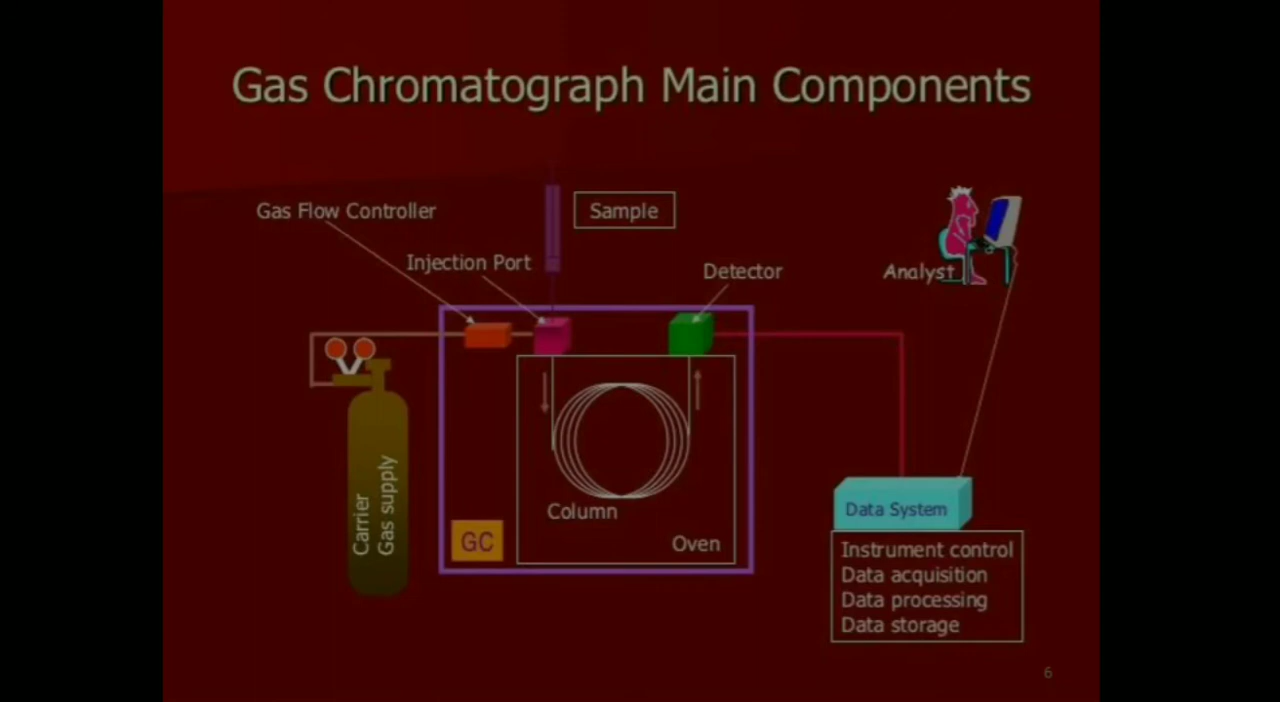 Gas Chromatograph Main Components
Gas Flow Controller
Sample
Injection Port
Detector
Analyst
Carrier
Gas supply
Column
GC
Oven
Data System
Instrument control
Data acquisition
Data processing
Data storage
6